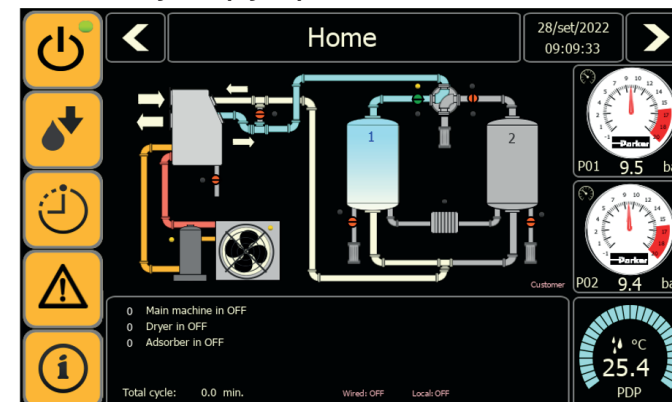 Home
28/set/2022
09:09:33
1
2
Parker
P01 9.5 ba
Parker
P02 9.4 ba
Customer
0 Main machine in OFF
0 Dryer in OFF
0 Adsorber in OFF
°C
25.4
PDP
Total cycle: 0.0 min.
Wired: OFF
Local: OFF